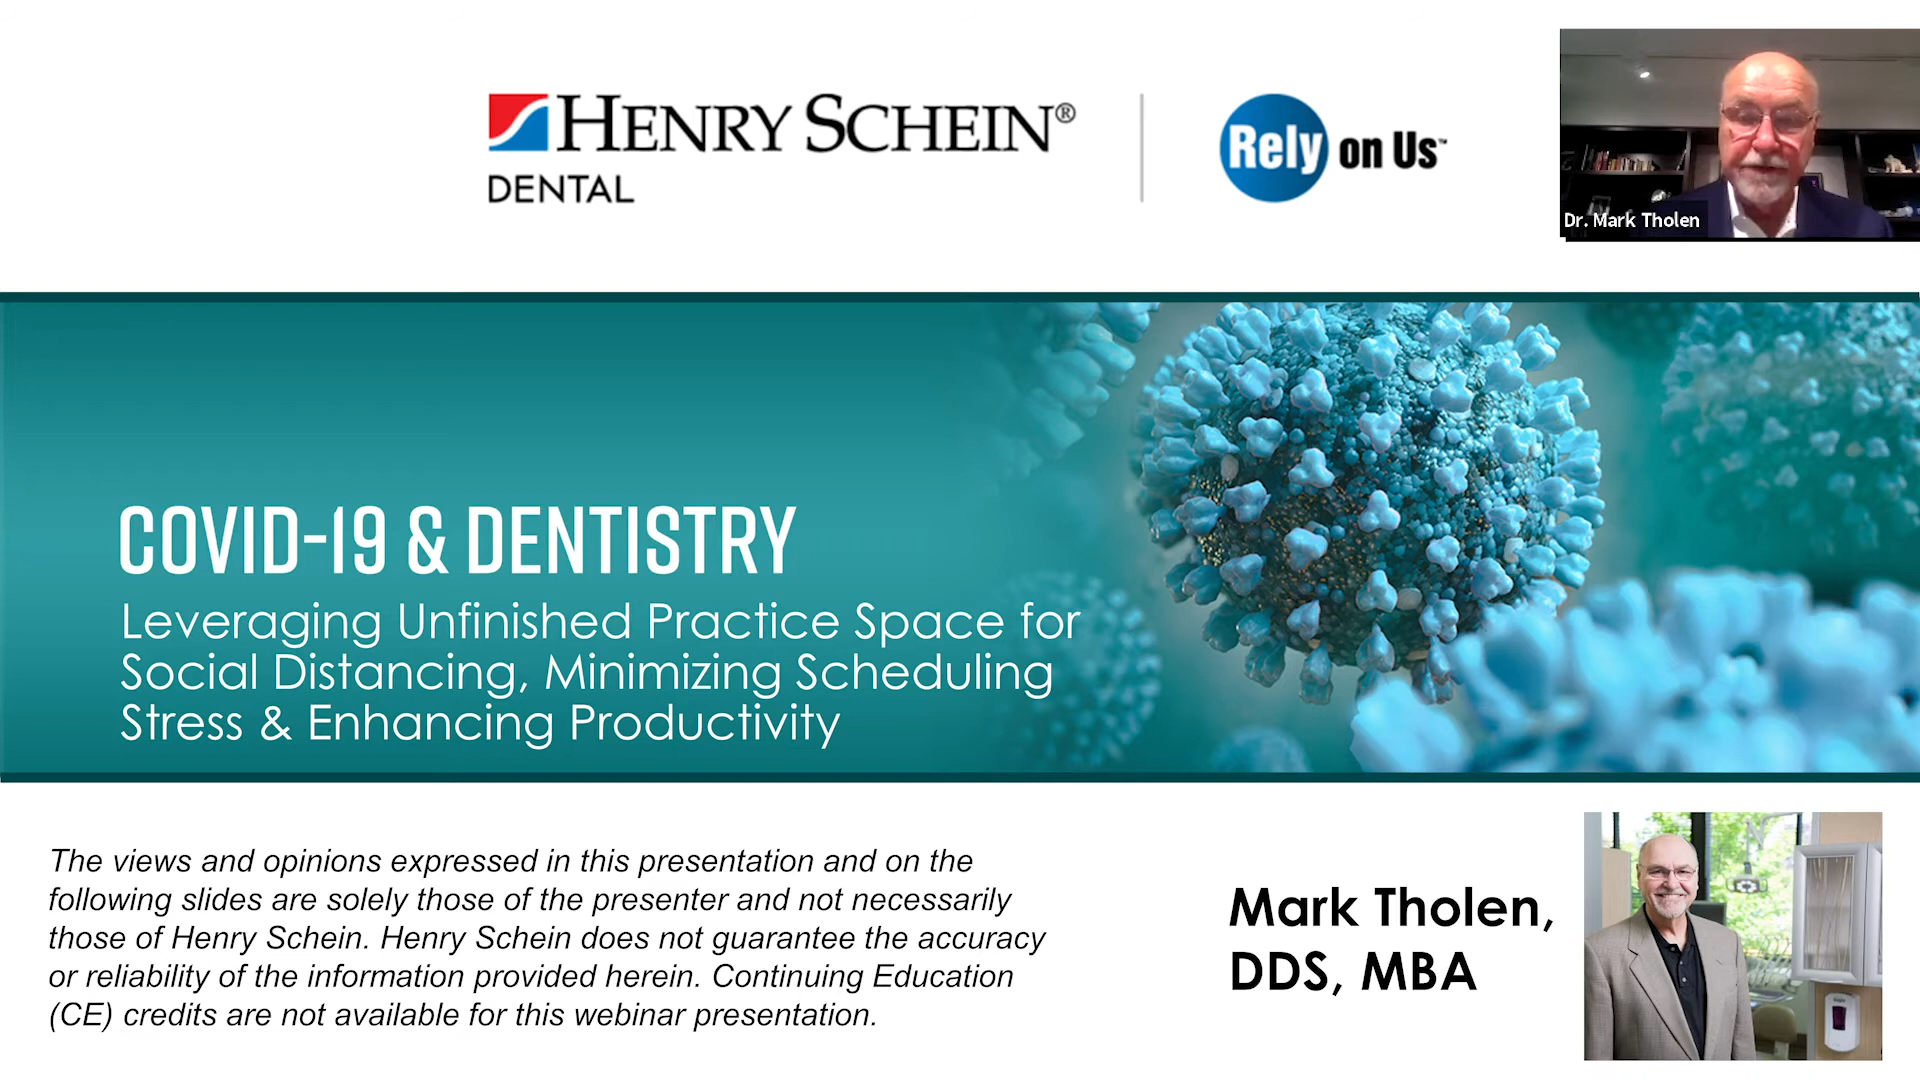 HENRY SCHEIN®
DENTAL
Rely on Us™
Dr. Mark Tholen
COVID-19 & DENTISTRY
Leveraging Unfinished Practice Space for
Social Distancing, Minimizing Scheduling
Stress & Enhancing Productivity
The views and opinions expressed in this presentation and on the
following slides are solely those of the presenter and not necessarily
those of Henry Schein. Henry Schein does not guarantee the accuracy
or reliability of the information provided herein. Continuing Education
(CE) credits are not available for this webinar presentation.
Mark Tholen,
DDS, MBA